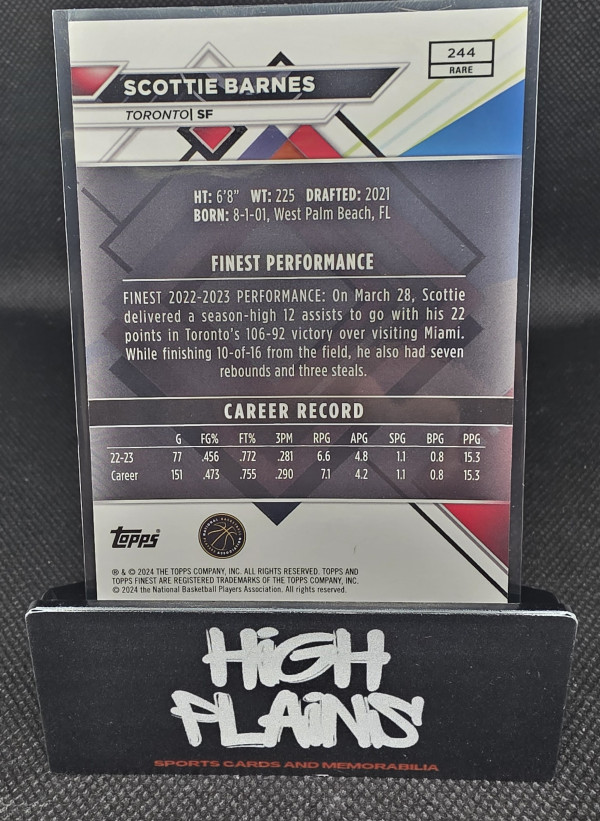 244
RARE
SCOTTIE BARNES
TORONTO| SF
HT: 6'8" WT: 225 DRAFTED: 2021
BORN: 8-1-01, West Palm Beach, FL
FINEST PERFORMANCE
FINEST 2022-2023 PERFORMANCE: On March 28, Scottie
delivered a season-high 12 assists to go with his 22
points in Toronto's 106-92 victory over visiting Miami.
While finishing 10-of-16 from the field, he also had seven
rebounds and three steals.
CAREER RECORD
G FG% FT% 3PM RPG APG SPG BPG PPG
22-23 77 .456 .772 .281 6.6 4.8 1.1 0.8 15.3
Career 151 .473 .755 .290 7.1 4.2 1.1 0.8 15.3
Topps
® & © 2024 THE TOPPS COMPANY, INC. ALL RIGHTS RESERVED. TOPPS AND
TOPPS FINEST ARE REGISTERED TRADEMARKS OF THE TOPPS COMPANY, INC.
© 2024 the National Basketball Players Association. All rights reserved.
HIGH
PLAINS
SPORTS CARDS AND MEMORABILIA